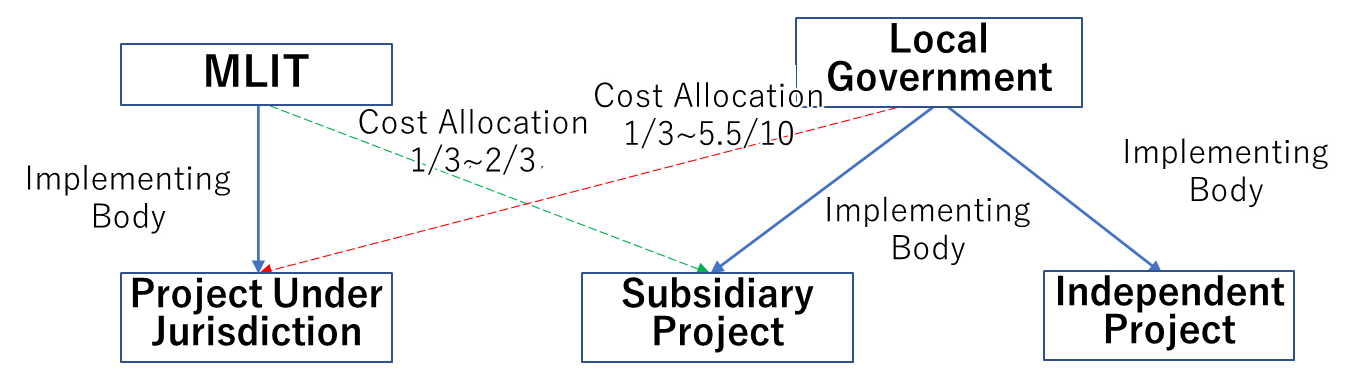 MLIT
Local
Government
Cost Allocation
1/3~2/3
Cost Allocation
1/3~5.5/10
Implementing
Body
Implementing
Body
Implementing
Body
Project Under
Jurisdiction
Subsidiary
Project
Independent
Project